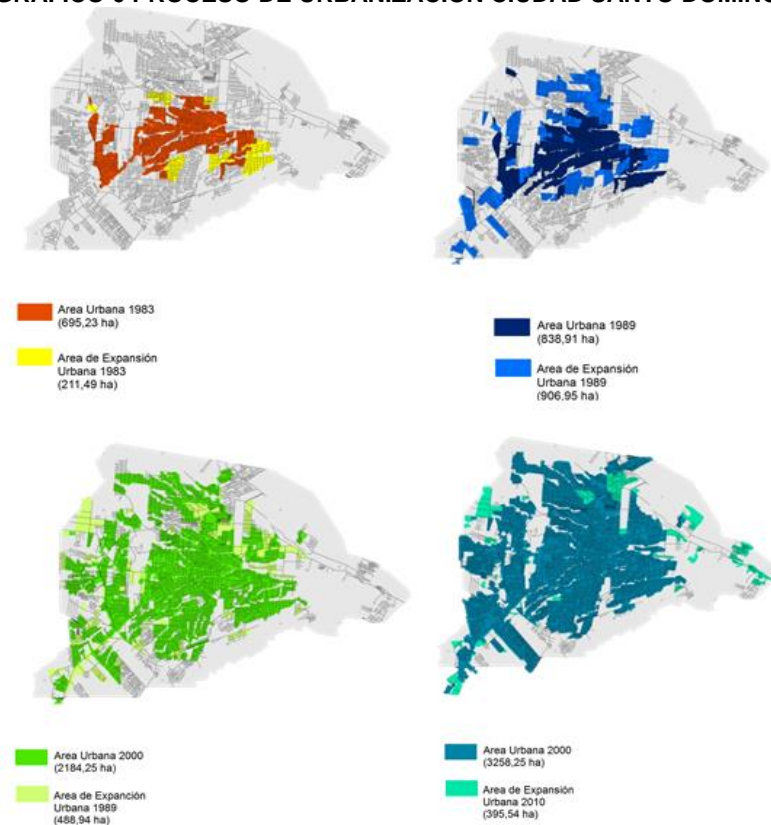 Area Urbana 1983
(695,23 ha)
Area de Expansión
Urbana 1983
(211,49 ha)
Area Urbana 1989
(838,91 ha)
Area de Expansión
Urbana 1989
(906,95 ha)
Area Urbana 2000
(2184,25 ha)
Area de Expanción
Urbana 1989
(488,94 ha)
Area Urbana 2000
(3258,25 ha)
Area de Expansión
Urbana 2010
(395,54 ha)